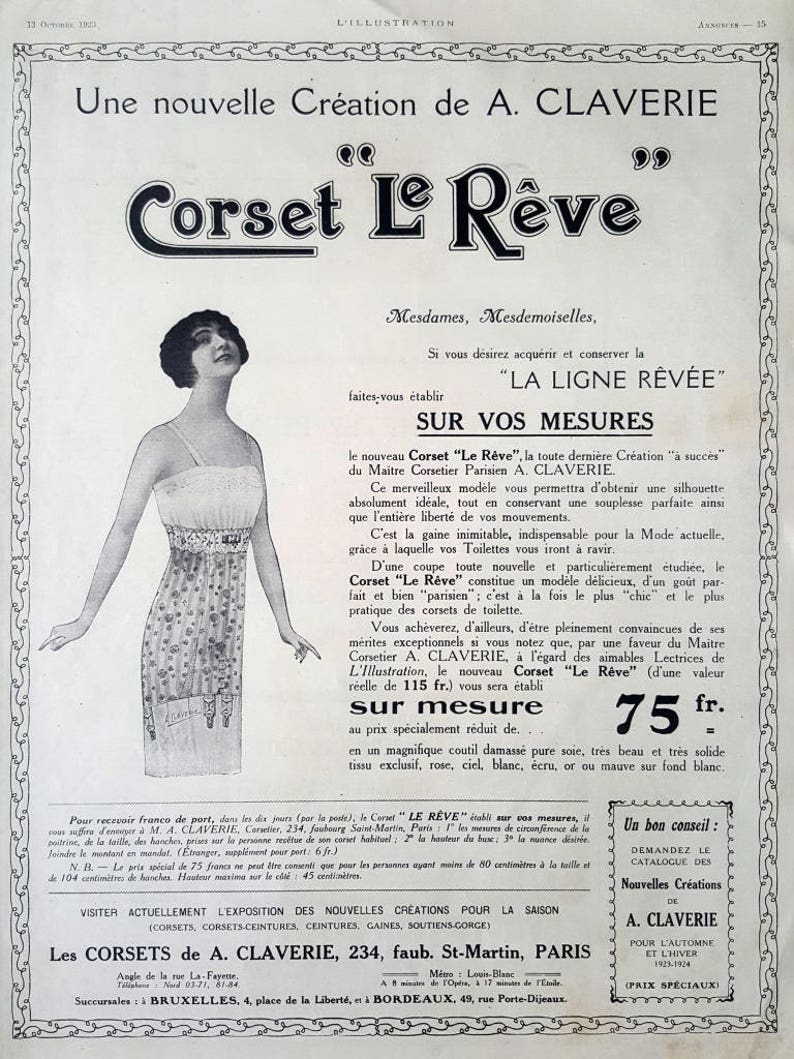 13 Octobre 1923
L'ILLUSTRATION
Annonces — 15
Une nouvelle Création de A. CLAVERIE
Corset "Le Rêve"
Mesdames, Mesdemoiselles,
Si vous désirez acquérir et conserver la
"LA LIGNE RÊVÉE"
faites-vous établir
SUR VOS MESURES
le nouveau Corset "Le Rêve", la toute dernière Création "à succès"
du Maître Corsetier Parisien A. CLAVERIE.
Ce merveilleux modèle vous permettra d'obtenir une silhouette
absolument idéale, tout en conservant une souplesse parfaite ainsi
que l'entière liberté de vos mouvements.
C'est la gaine inimitable, indispensable pour la Mode actuelle,
grâce à laquelle vos Toilettes vous iront à ravir.
D'une coupe toute nouvelle et particulièrement étudiée, le
Corset "Le Rêve" constitue un modèle délicieux, d'un goût par-
fait et bien "parisien"; c'est à la fois le plus "chic" et le plus
pratique des corsets de toilette.
Vous achèverez, d'ailleurs, d'être pleinement convaincues de ses
mérites exceptionnels si vous notez que, par une faveur du Maître
Corsetier A. CLAVERIE, à l'égard des aimables Lectrices de
L'Illustration, le nouveau Corset "Le Rêve" (d'une valeur
réelle de 115 fr.) vous sera établi
sur mesure 75 fr.
au prix spécialement réduit de. . .
en un magnifique coutil damassé pure soie, très beau et très solide
tissu exclusif, rose, ciel, blanc, écru, or ou mauve sur fond blanc.
A. CLAVERIE
Pour recevoir franco de port, dans les dix jours (par la poste), le Corset "LE RÊVE" établi sur vos mesures, il
vous suffira d'envoyer à M. A. CLAVERIE, Corsetier, 234, faubourg Saint-Martin, Paris : 1° les mesures de circonférence de la
poitrine, de la taille, des hanches, prises sur la personne revêtue de son corset habituel ; 2° la hauteur du busc ; 3° la nuance désirée.
Joindre le montant en mandat. (Étranger, supplément pour port : 6 fr.)
N. B. — Le prix spécial de 75 francs ne peut être consenti que pour les personnes ayant moins de 80 centimètres à la taille et
de 104 centimètres de hanches. Hauteur maxima sur le côté : 45 centimètres.
VISITER ACTUELLEMENT L'EXPOSITION DES NOUVELLES CRÉATIONS POUR LA SAISON
(CORSETS, CORSETS-CEINTURES, CEINTURES, GAINES, SOUTIENS-GORGE)
Les CORSETS de A. CLAVERIE, 234, faub. St-Martin, PARIS
Angle de la rue La-Fayette.
Téléphone : Nord 03-71, 81-84.
Métro : Louis-Blanc
A 8 minutes de l'Opéra, à 17 minutes de l'Étoile.
Succursales : à BRUXELLES, 4, place de la Liberté, et à BORDEAUX, 49, rue Porte-Dijeaux.
Un bon conseil :
DEMANDEZ LE
CATALOGUE DES
Nouvelles Créations
DE
A. CLAVERIE
POUR L'AUTOMNE
ET L'HIVER
1923-1924
(PRIX SPÉCIAUX)